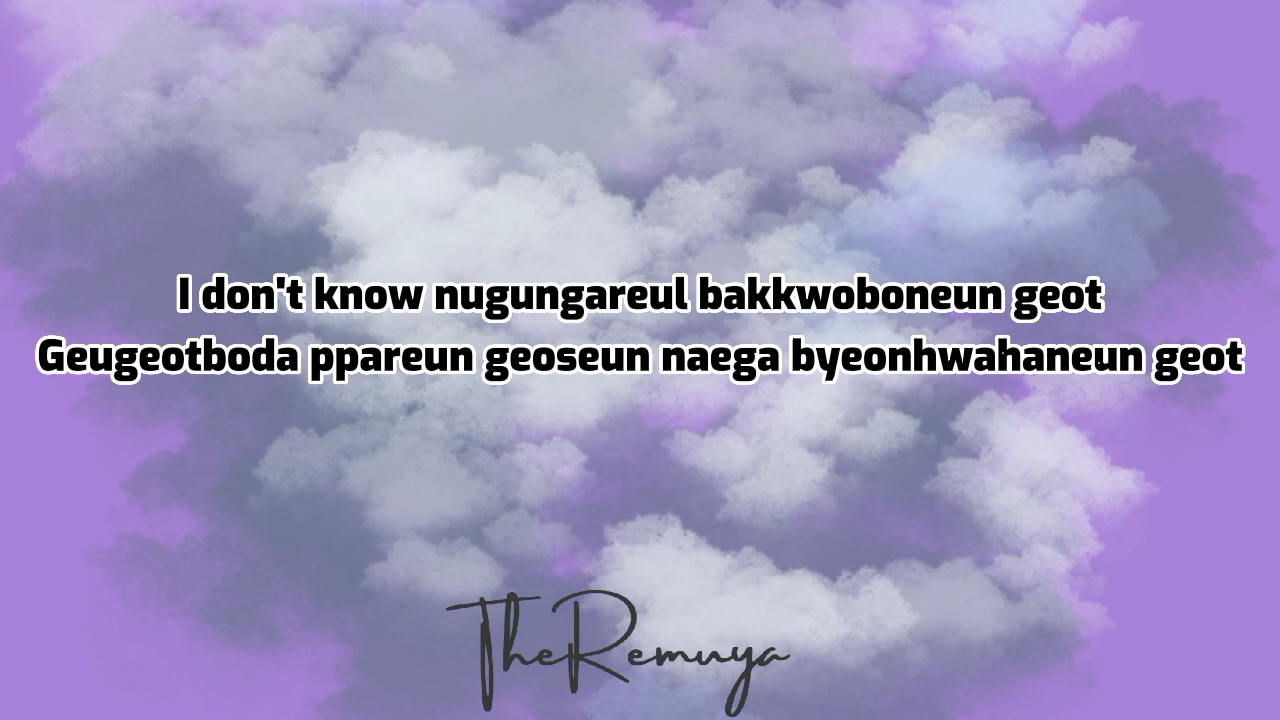 I don't know nugungareul bakkwoboneun geot
Geugeotboda ppareun geoseun naega byeonhwahaneun geot
TheRemuya